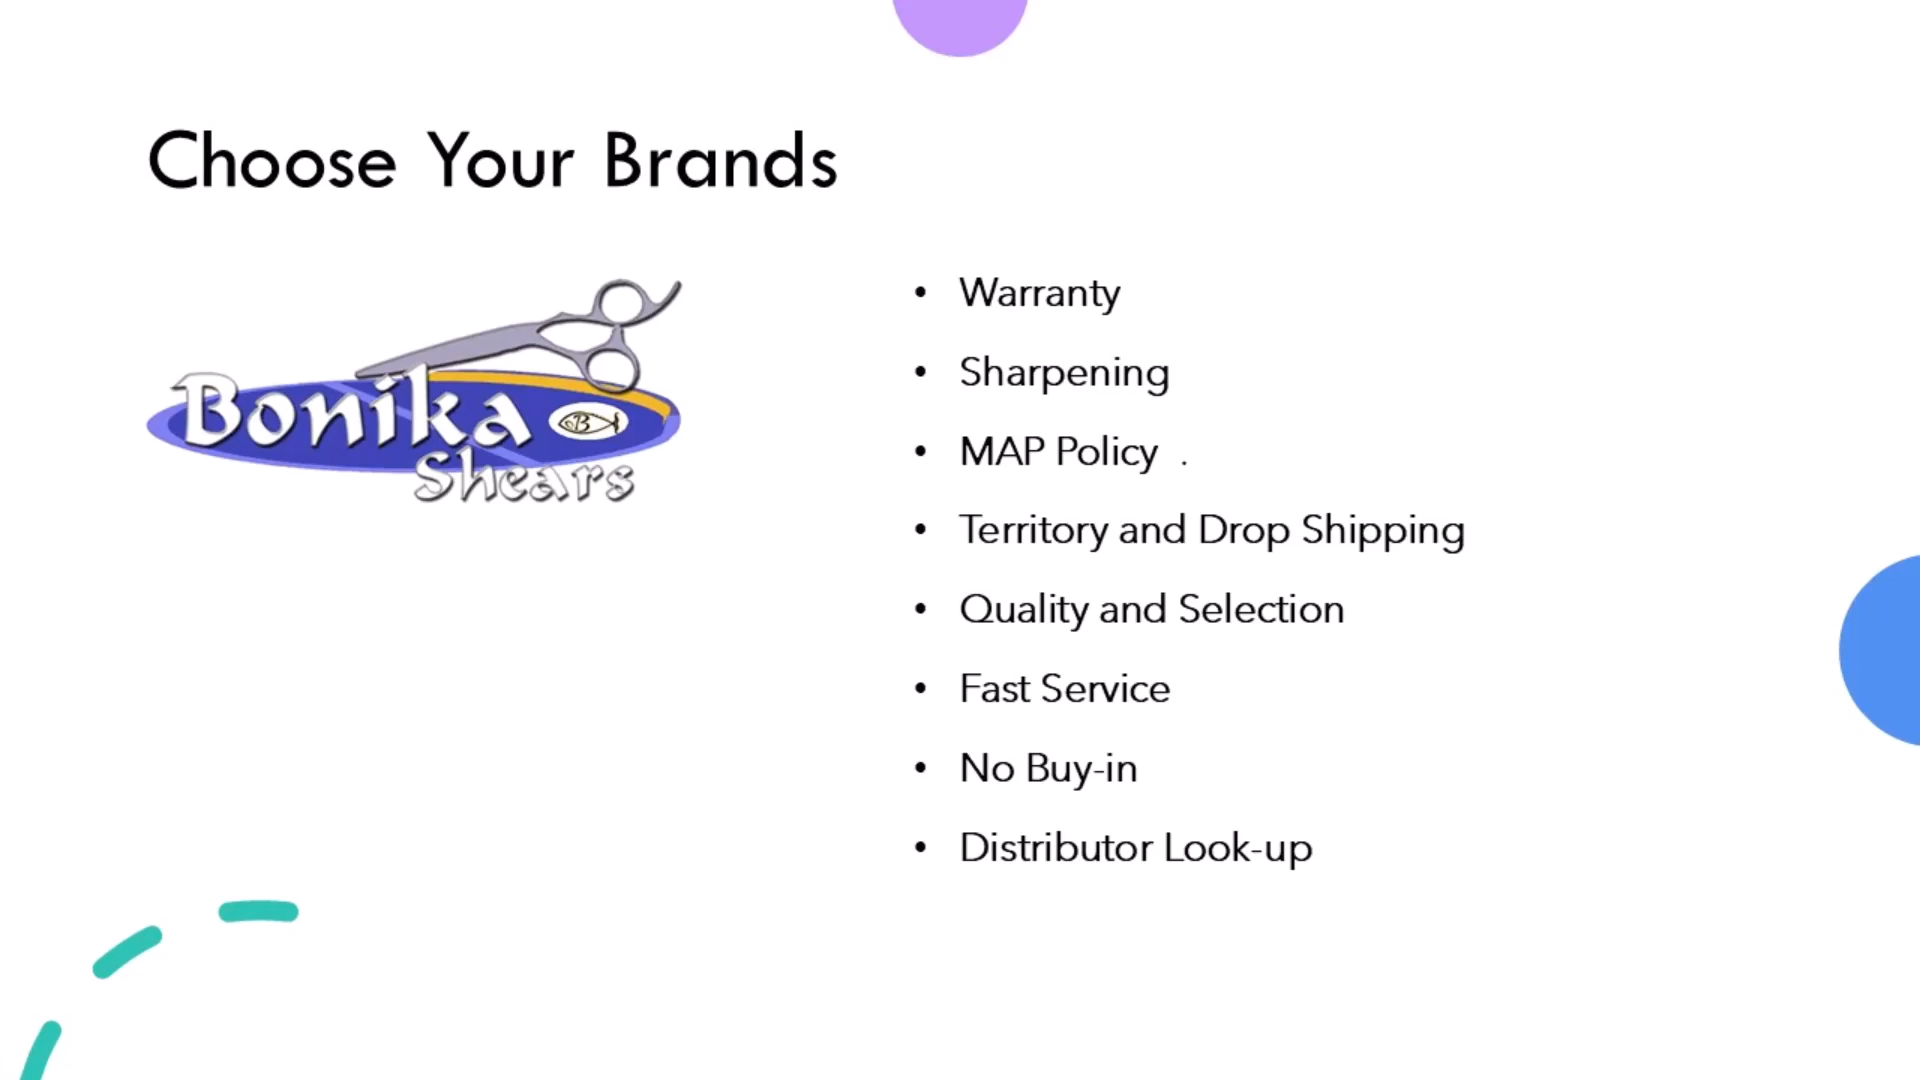 Choose Your Brands
Bonika
B
Shears
• Warranty
• Sharpening
• MAP Policy .
• Territory and Drop Shipping
• Quality and Selection
• Fast Service
• No Buy-in
• Distributor Look-up